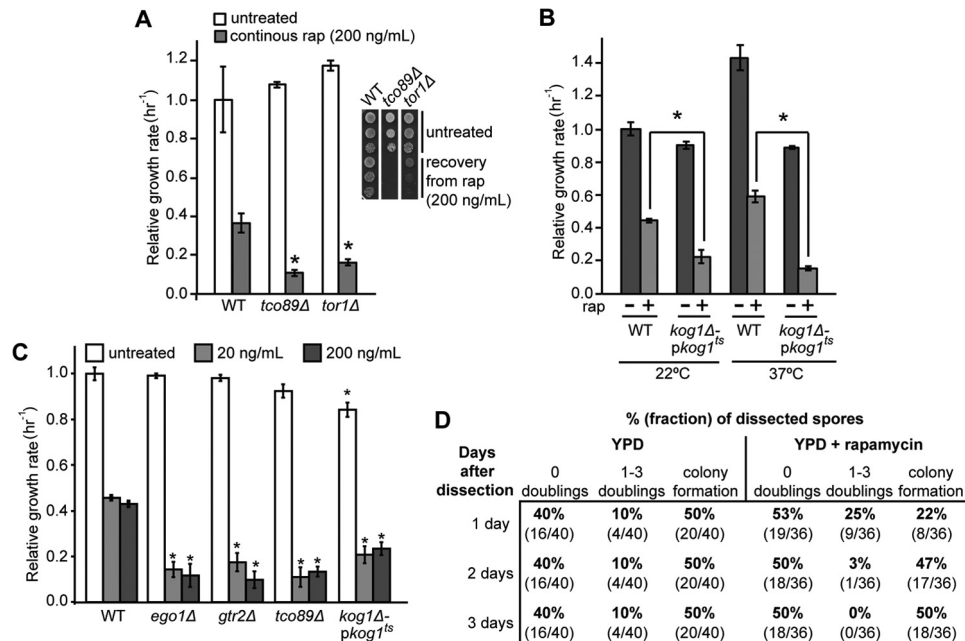 A
untreated
continous rap (200 ng/mL)
Relative growth rate (hr-1)
1.2
1.0
0.8
0.6
0.4
0.2
0.0
*
*
WT
tco89Δ
tor1Δ
WT
tco89Δ
tor1Δ
untreated
recovery
from rap
(200 ng/mL)
B
Relative growth rate (hr-1)
1.4
1.2
1.0
0.8
0.6
0.4
0.2
0.0
*
*
rap − + − + − + − +
WT kog1Δ- WT kog1Δ-
pkog1ts pkog1ts
22ºC 37ºC
C
untreated 20 ng/mL 200 ng/mL
Relative growth rate (hr-1)
1.0
0.8
0.6
0.4
0.2
0.0
*
* * * * * * * *
WT ego1Δ gtr2Δ tco89Δ kog1Δ-
pkog1ts
D
% (fraction) of dissected spores
YPD YPD + rapamycin
Days
after
dissection
0 1-3 colony 0 1-3 colony
doublings doublings formation doublings doublings formation
1 day 40% 10% 50% 53% 25% 22%
(16/40) (4/40) (20/40) (19/36) (9/36) (8/36)
2 days 40% 10% 50% 50% 3% 47%
(16/40) (4/40) (20/40) (18/36) (1/36) (17/36)
3 days 40% 10% 50% 50% 0% 50%
(16/40) (4/40) (20/40) (18/36) (0/36) (18/36)